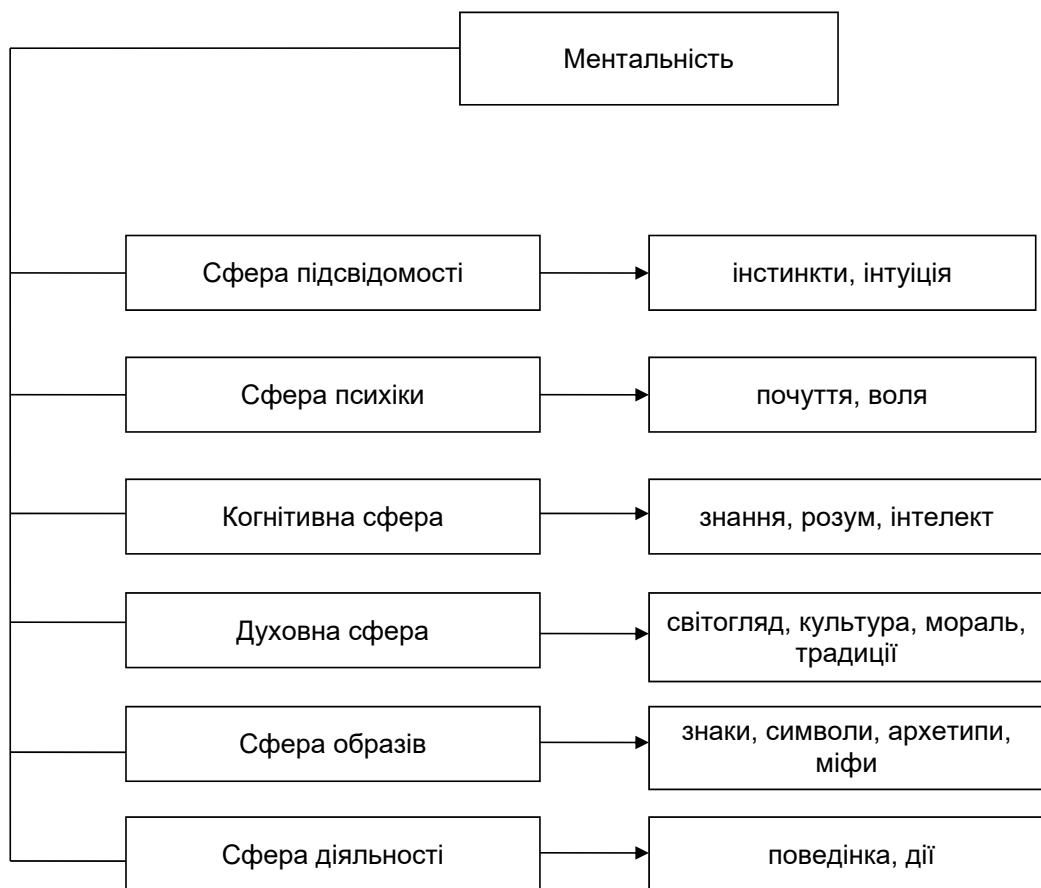 Ментальність
Сфера підсвідомості
інстинкти, інтуіція
Сфера психіки
почуття, воля
Когнітивна сфера
знання, розум, інтелект
Духовна сфера
світогляд, культура, мораль,
традиції
Сфера образів
знаки, символи, архетипи,
міфи
Сфера діяльності
поведінка, дії